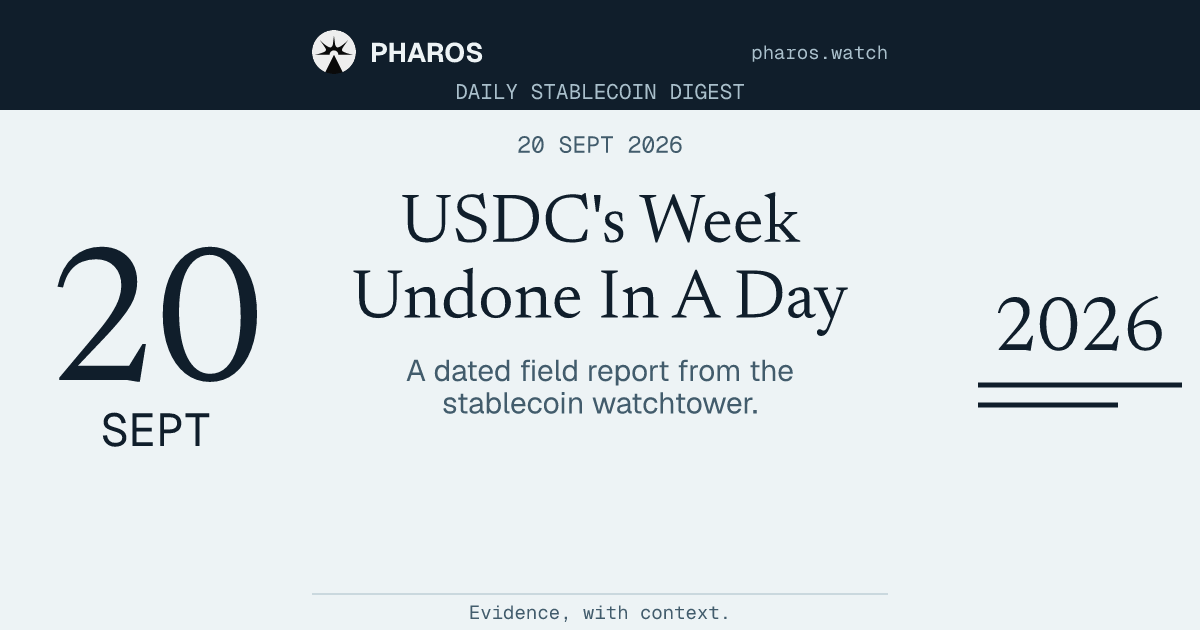 PHAROS
pharos.watch
DAILY STABLECOIN DIGEST
20 SEPT 2026
USDC's Week
Undone In A Day
A dated field report from the
stablecoin watchtower.
20
SEPT
2026
Evidence, with context.